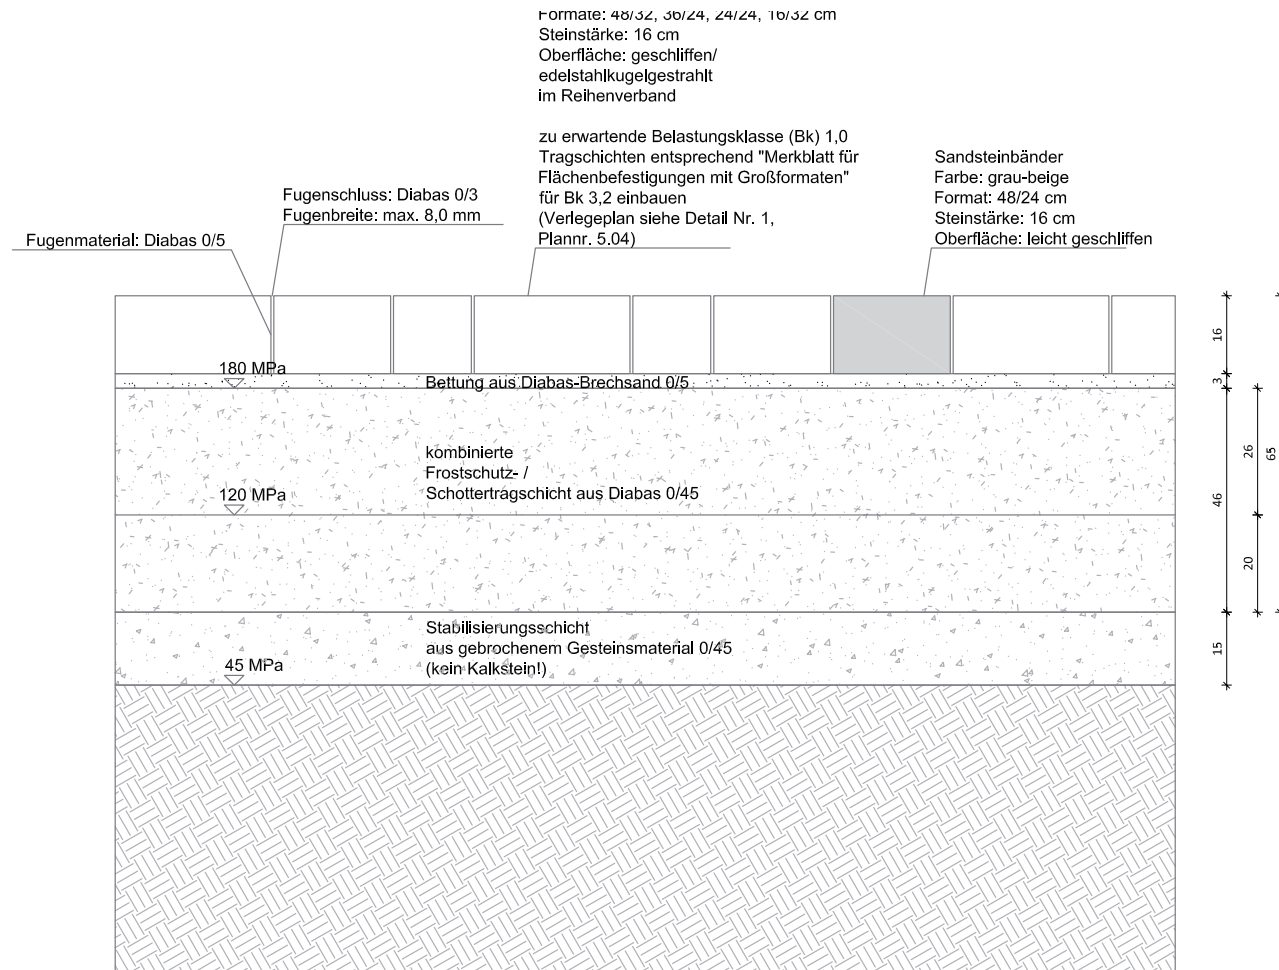 Formate: 48/32, 36/24, 24/24, 16/32 cm
Steinstärke: 16 cm
Oberfläche: geschliffen/
edelstahlkugelgestrahlt
im Reihenverband
zu erwartende Belastungsklasse (Bk) 1,0
Tragschichten entsprechend "Merkblatt für
Flächenbefestigungen mit Großformaten"
für Bk 3,2 einbauen
(Verlegeplan siehe Detail Nr. 1,
Plannr. 5.04)
Sandsteinbänder
Farbe: grau-beige
Format: 48/24 cm
Steinstärke: 16 cm
Oberfläche: leicht geschliffen
Fugenschluss: Diabas 0/3
Fugenbreite: max. 8,0 mm
Fugenmaterial: Diabas 0/5
180 MPa
Bettung aus Diabas-Brechsand 0/5
kombinierte
Frostschutz- /
Schottertragschicht aus Diabas 0/45
120 MPa
Stabilisierungsschicht
aus gebrochenem Gesteinsmaterial 0/45
(kein Kalkstein!)
45 MPa
16
3
26
65
46
20
15